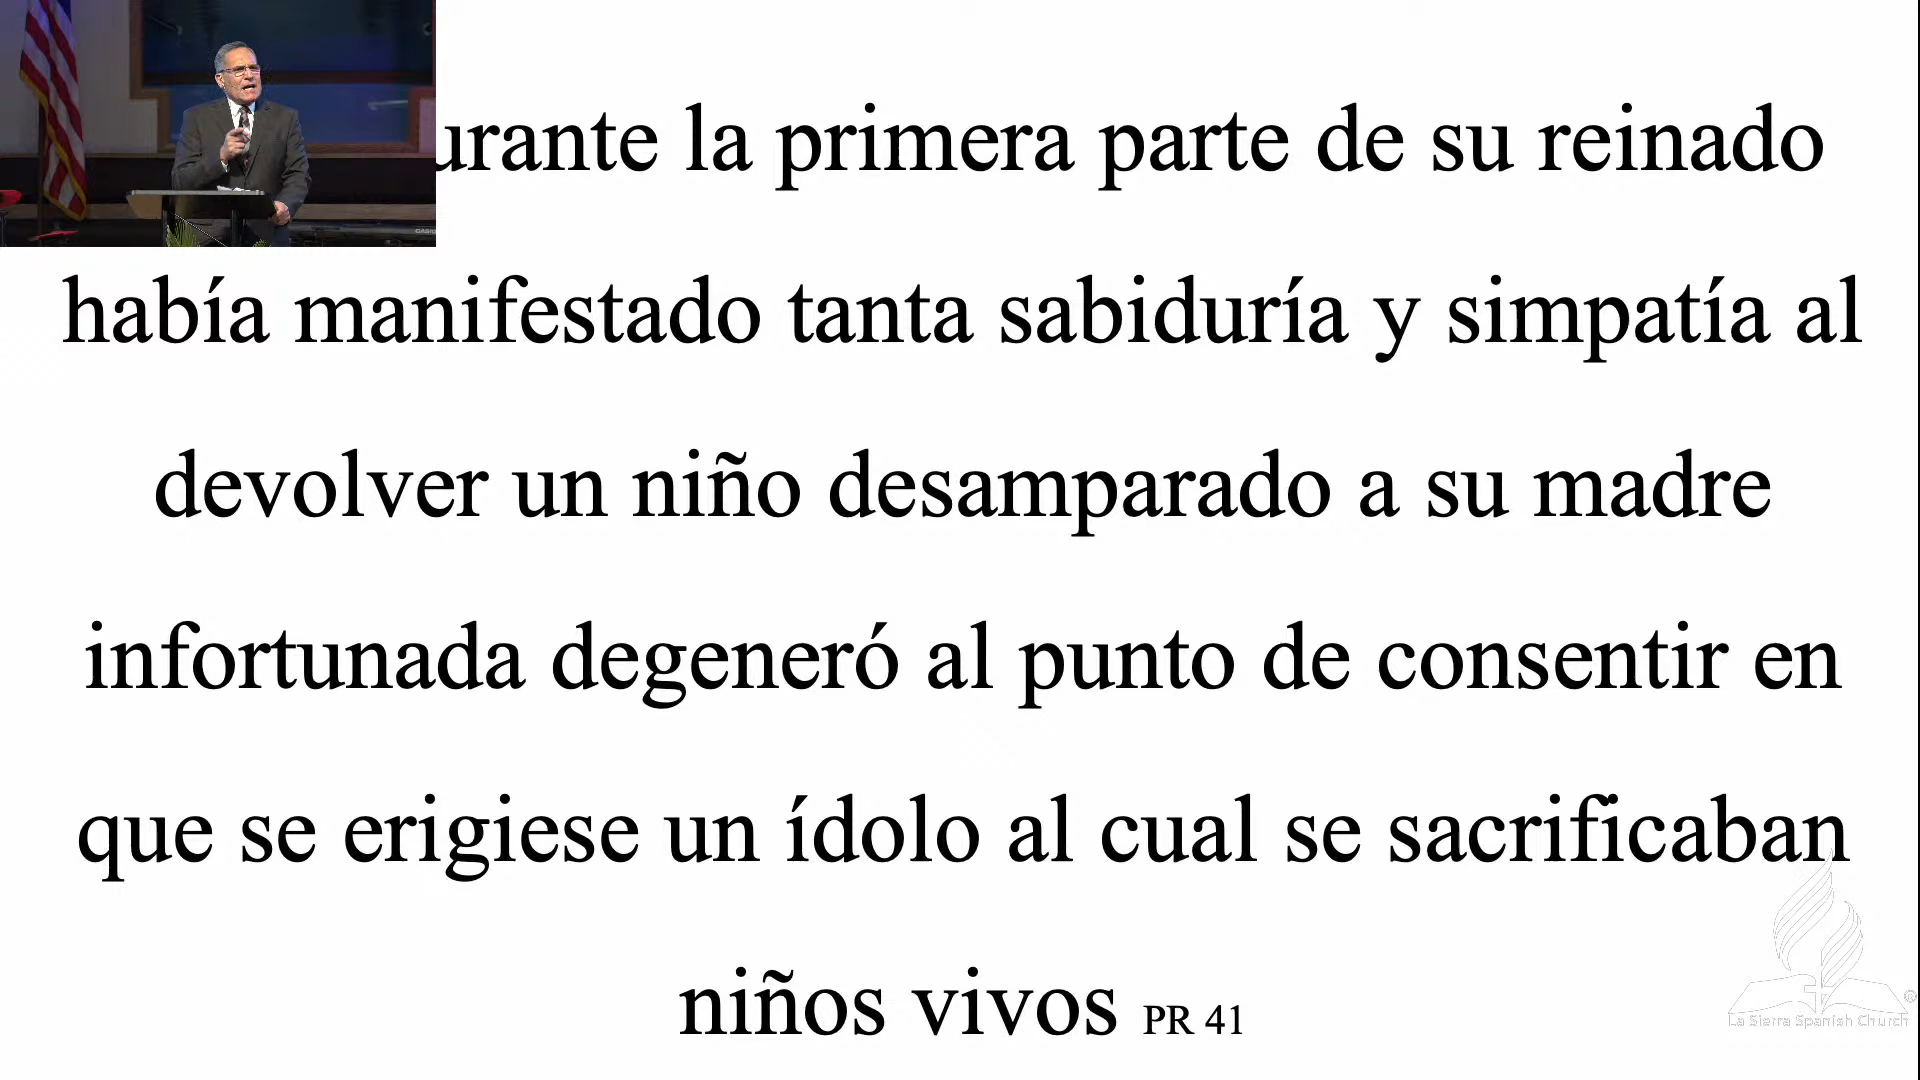 urante la primera parte de su reinado
había manifestado tanta sabiduría y simpatía al
devolver un niño desamparado a su madre
infortunada degeneró al punto de consentir en
que se erigiese un ídolo al cual se sacrificaban
niños vivos PR 41
La Sierra Spanish Church
®
CASIO